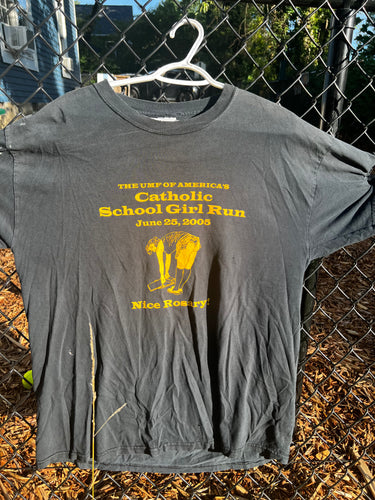 THE UMF OF AMERICA'S
Catholic
School Girl Run
June 25, 2005
Nice Rosary!